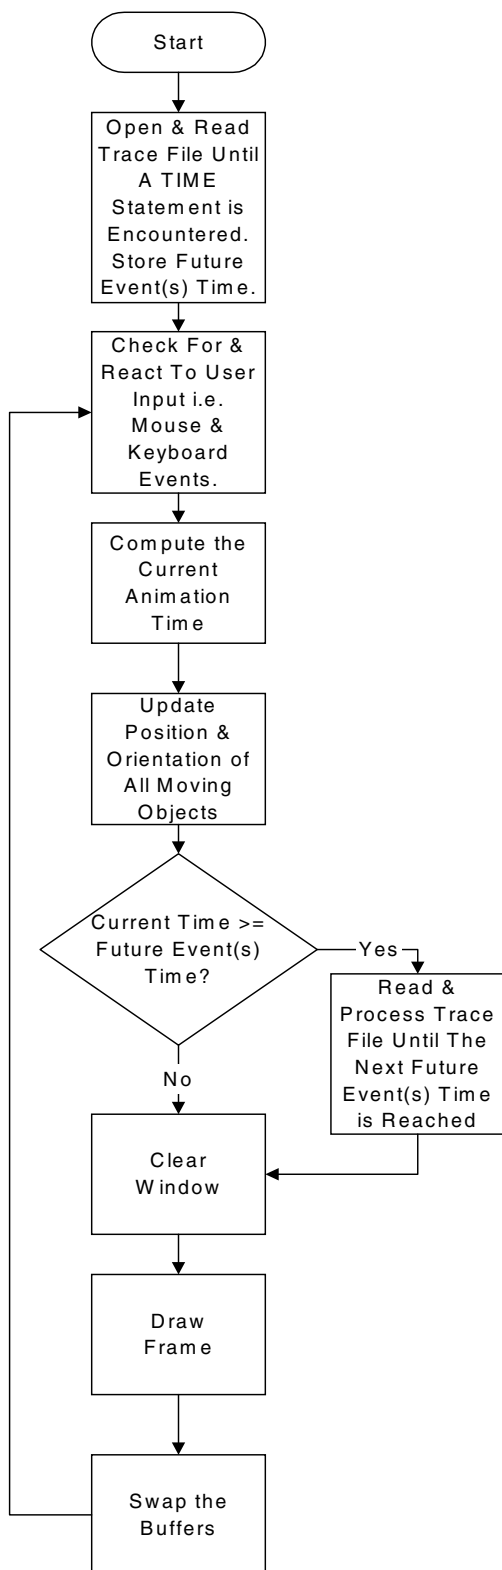 Start
Open & Read
Trace File Until
A TIME
Statement is
Encountered.
Store Future
Event(s) Time.
Check For &
React To User
Input i.e.
Mouse &
Keyboard
Events.
Compute the
Current
Animation
Time
Update
Position &
Orientation of
All Moving
Objects
Current Time >=
Future Event(s)
Time?
Yes
Read &
Process Trace
File Until The
Next Future
Event(s) Time
is Reached
No
Clear
Window
Draw
Frame
Swap the
Buffers